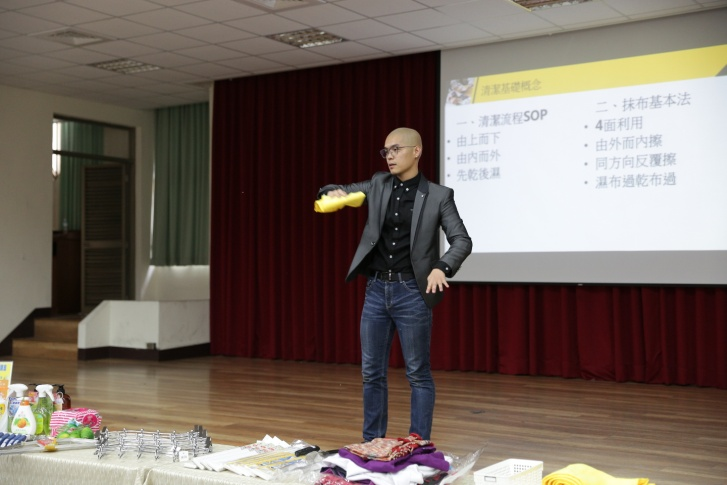 清潔基礎概念
一、清潔流程SOP
• 由上而下
• 由內而外
• 先乾後濕
二、抹布基本法
• 4面利用
• 由外而內擦
• 同方向反覆擦
• 濕布過乾布過